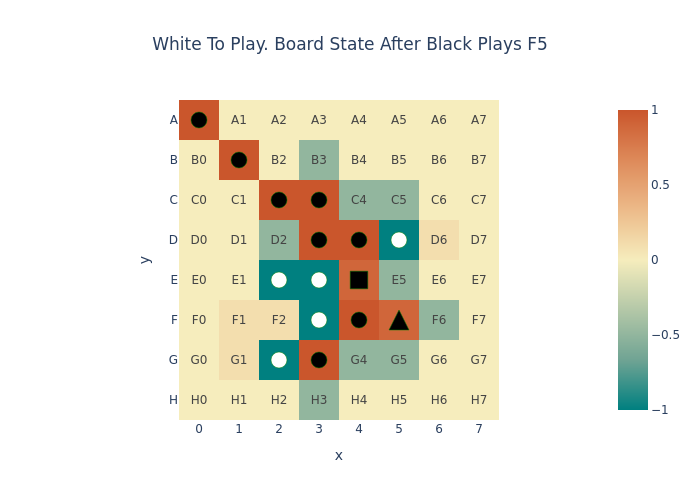 White To Play. Board State After Black Plays F5
A A1 A2 A3 A4 A5 A6 A7 1
B B0 B2 B3 B4 B5 B6 B7
C C0 C1 C4 C5 C6 C7 0.5
D D0 D1 D2 D6 D7
y 0
E E0 E1 E5 E6 E7
F F0 F1 F2 F6 F7 −0.5
G G0 G1 G4 G5 G6 G7
H H0 H1 H2 H3 H4 H5 H6 H7 −1
0 1 2 3 4 5 6 7
x